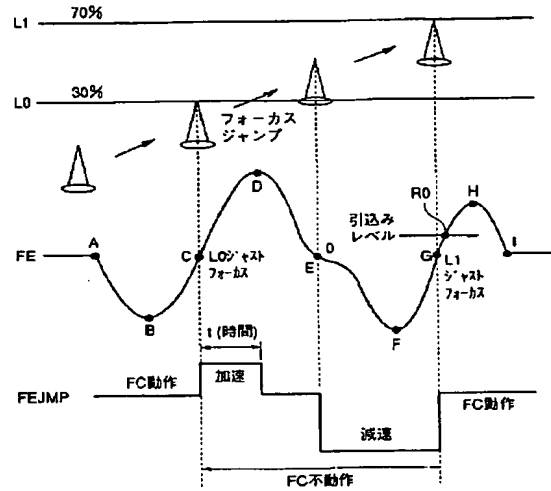 L1 70%
L0 30%
フォーカス
ジャンプ
D
H
R0
引込み
レベル
A
FE
C
L0ジャスト
フォーカス
E
0
G
L1
ジャスト
フォーカス
I
B
F
t (時間)
FC動作
加速
FC動作
FEJMP
減速
FC不動作